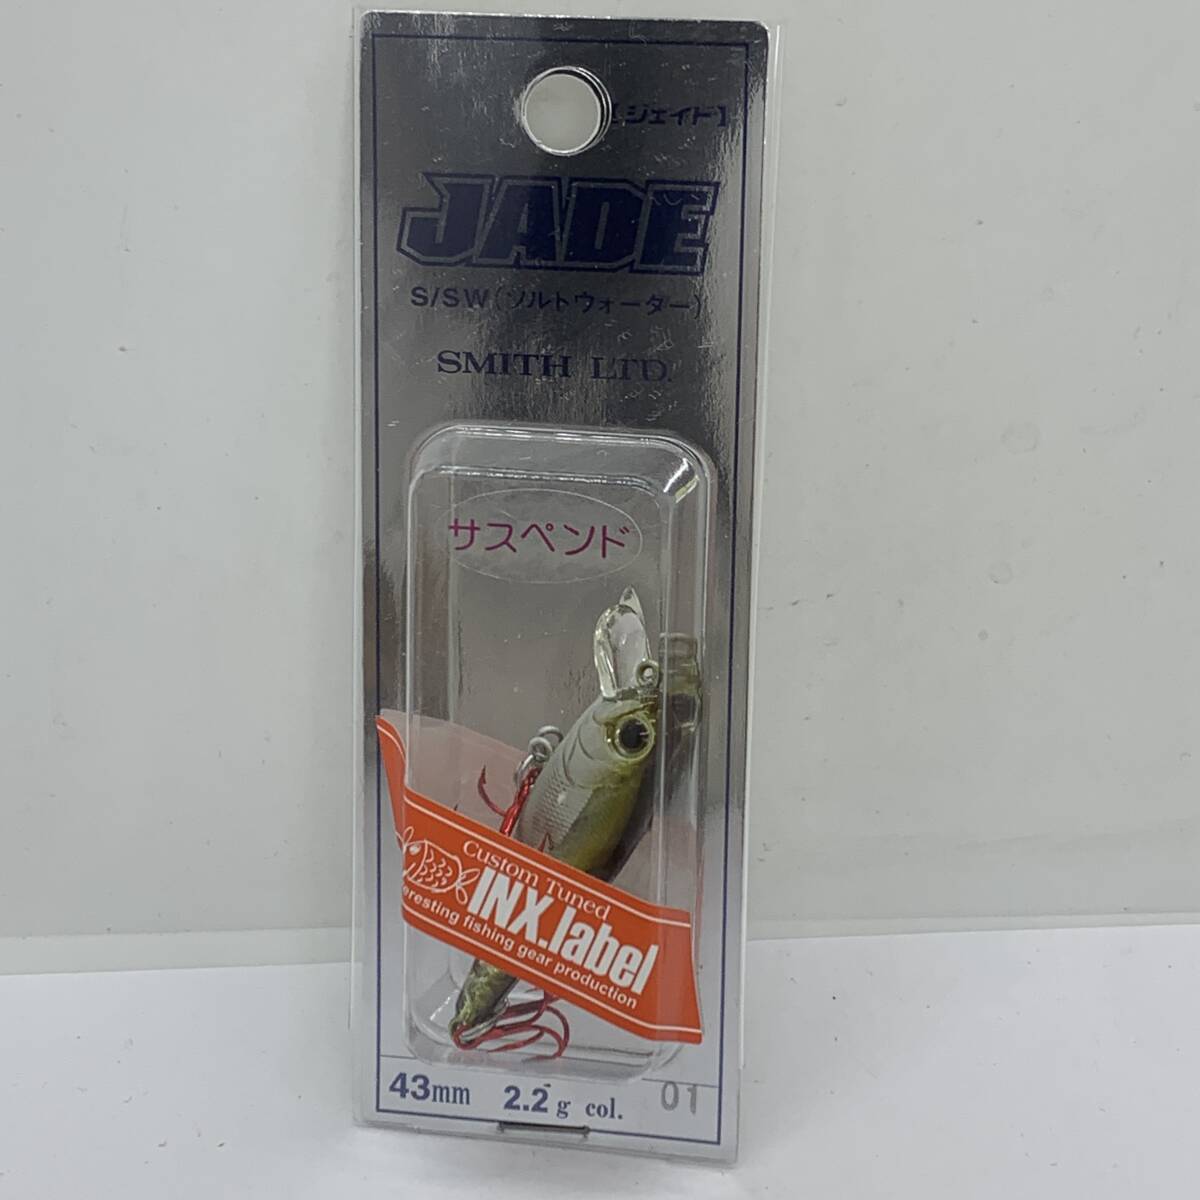 【ジェイド】
JADE
S/SW(ソルトウォーター)
SMITH LTD.
サスペンド
Custom Tuned
INX.label
eresting fishing gear production
43mm 2.2g col. 01